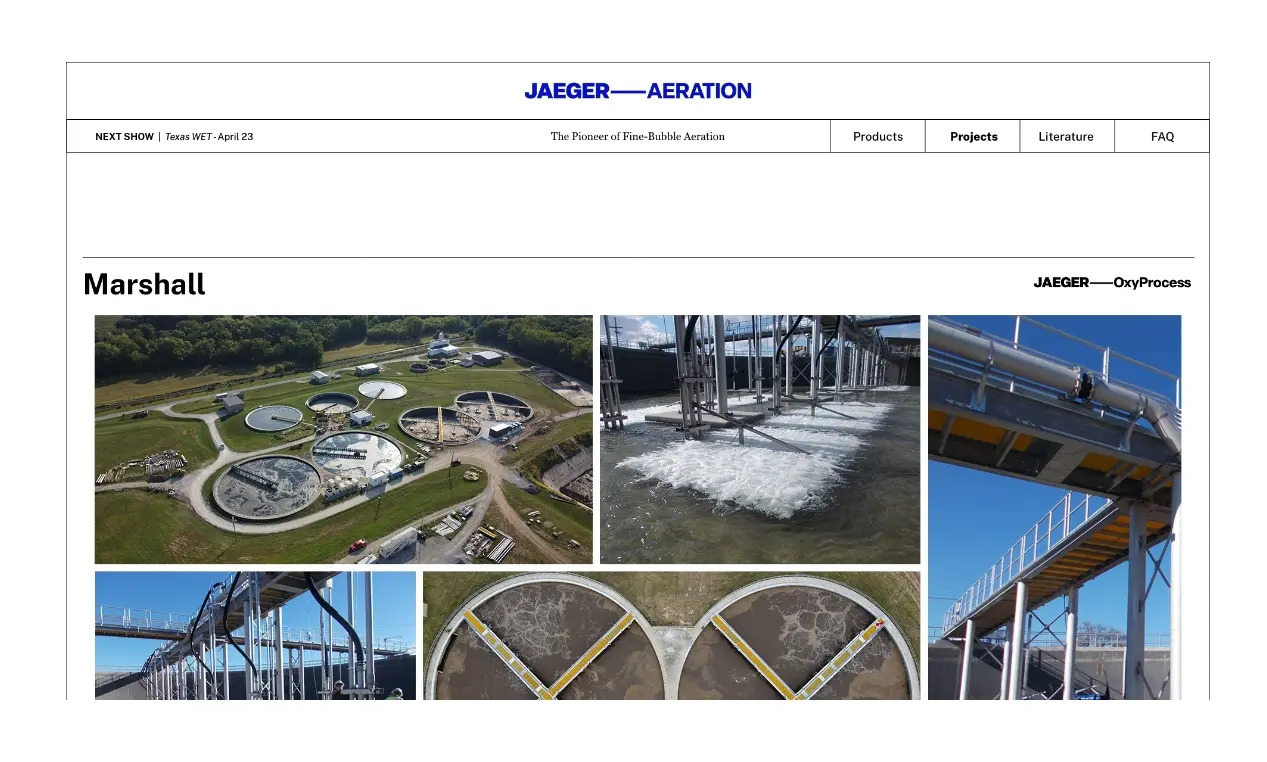 JAEGER——AERATION
NEXT SHOW | Texas WET - April 23
The Pioneer of Fine-Bubble Aeration
Products
Projects
Literature
FAQ
Marshall
JAEGER——OxyProcess